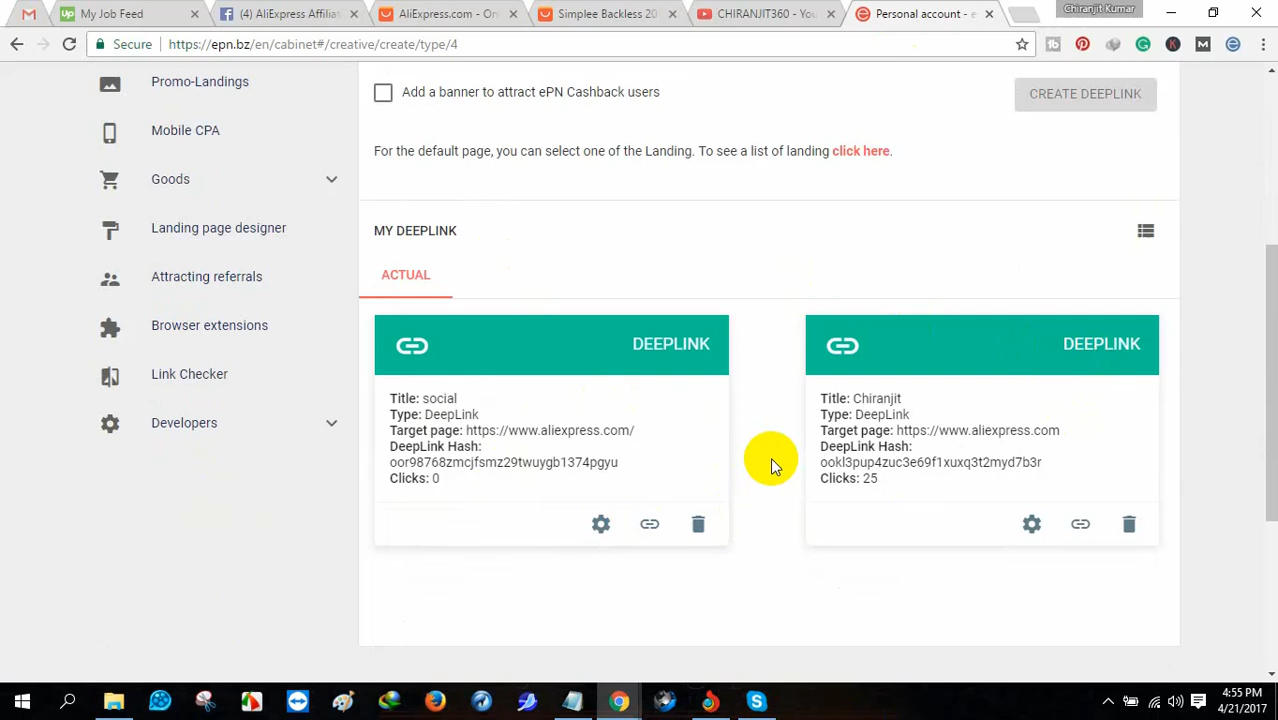 Chiranjit Kumar
My Job Feed
(4) AliExpress Affiliat
AliExpress.com - On
Simplee Backless 20
CHIRANJIT360 - You
Personal account - e
Secure
https://epn.bz/en/cabinet#/creative/create/type/4
Promo-Landings
Mobile CPA
Goods
Landing page designer
Attracting referrals
Browser extensions
Link Checker
Developers
Add a banner to attract ePN Cashback users
CREATE DEEPLINK
For the default page, you can select one of the Landing. To see a list of landing click here.
MY DEEPLINK
ACTUAL
DEEPLINK
Title: social
Type: DeepLink
Target page: https://www.aliexpress.com/
DeepLink Hash:
oor98768zmcjfsmz29twuygb1374pgyu
Clicks: 0
DEEPLINK
Title: Chiranjit
Type: DeepLink
Target page: https://www.aliexpress.com
DeepLink Hash:
ookl3pup4zuc3e69f1xuxq3t2myd7b3r
Clicks: 25
4:55 PM
4/21/2017